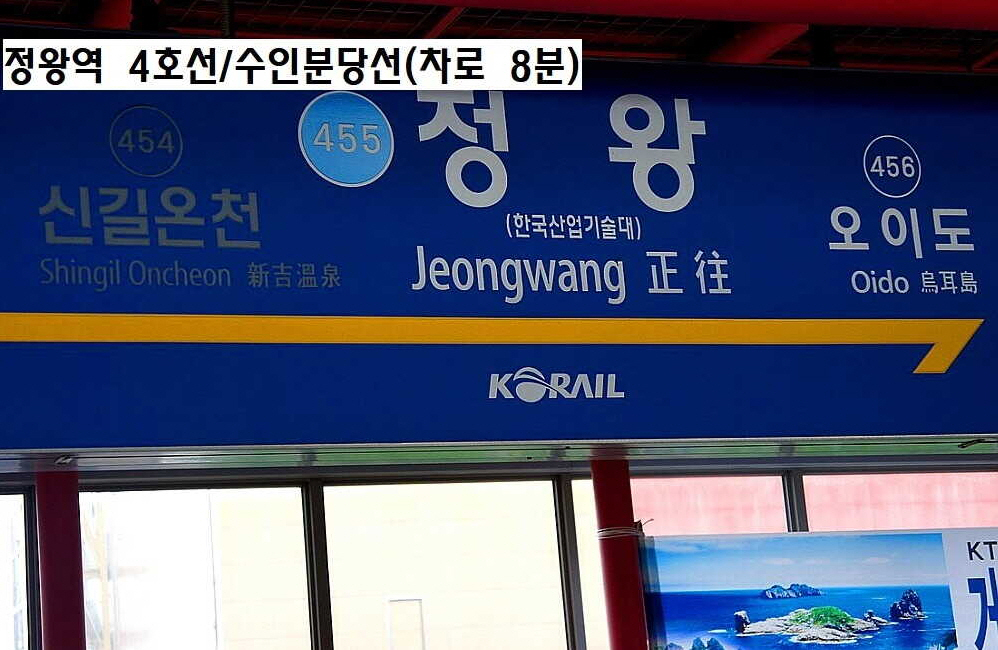 정왕역 4호선/수인분당선(차로 8분)
454
신길온천
Shingil Oncheon 新吉溫泉
455
정왕
(한국산업기술대)
Jeongwang 正往
456
오이도
Oido 烏耳島
KORAIL
KT